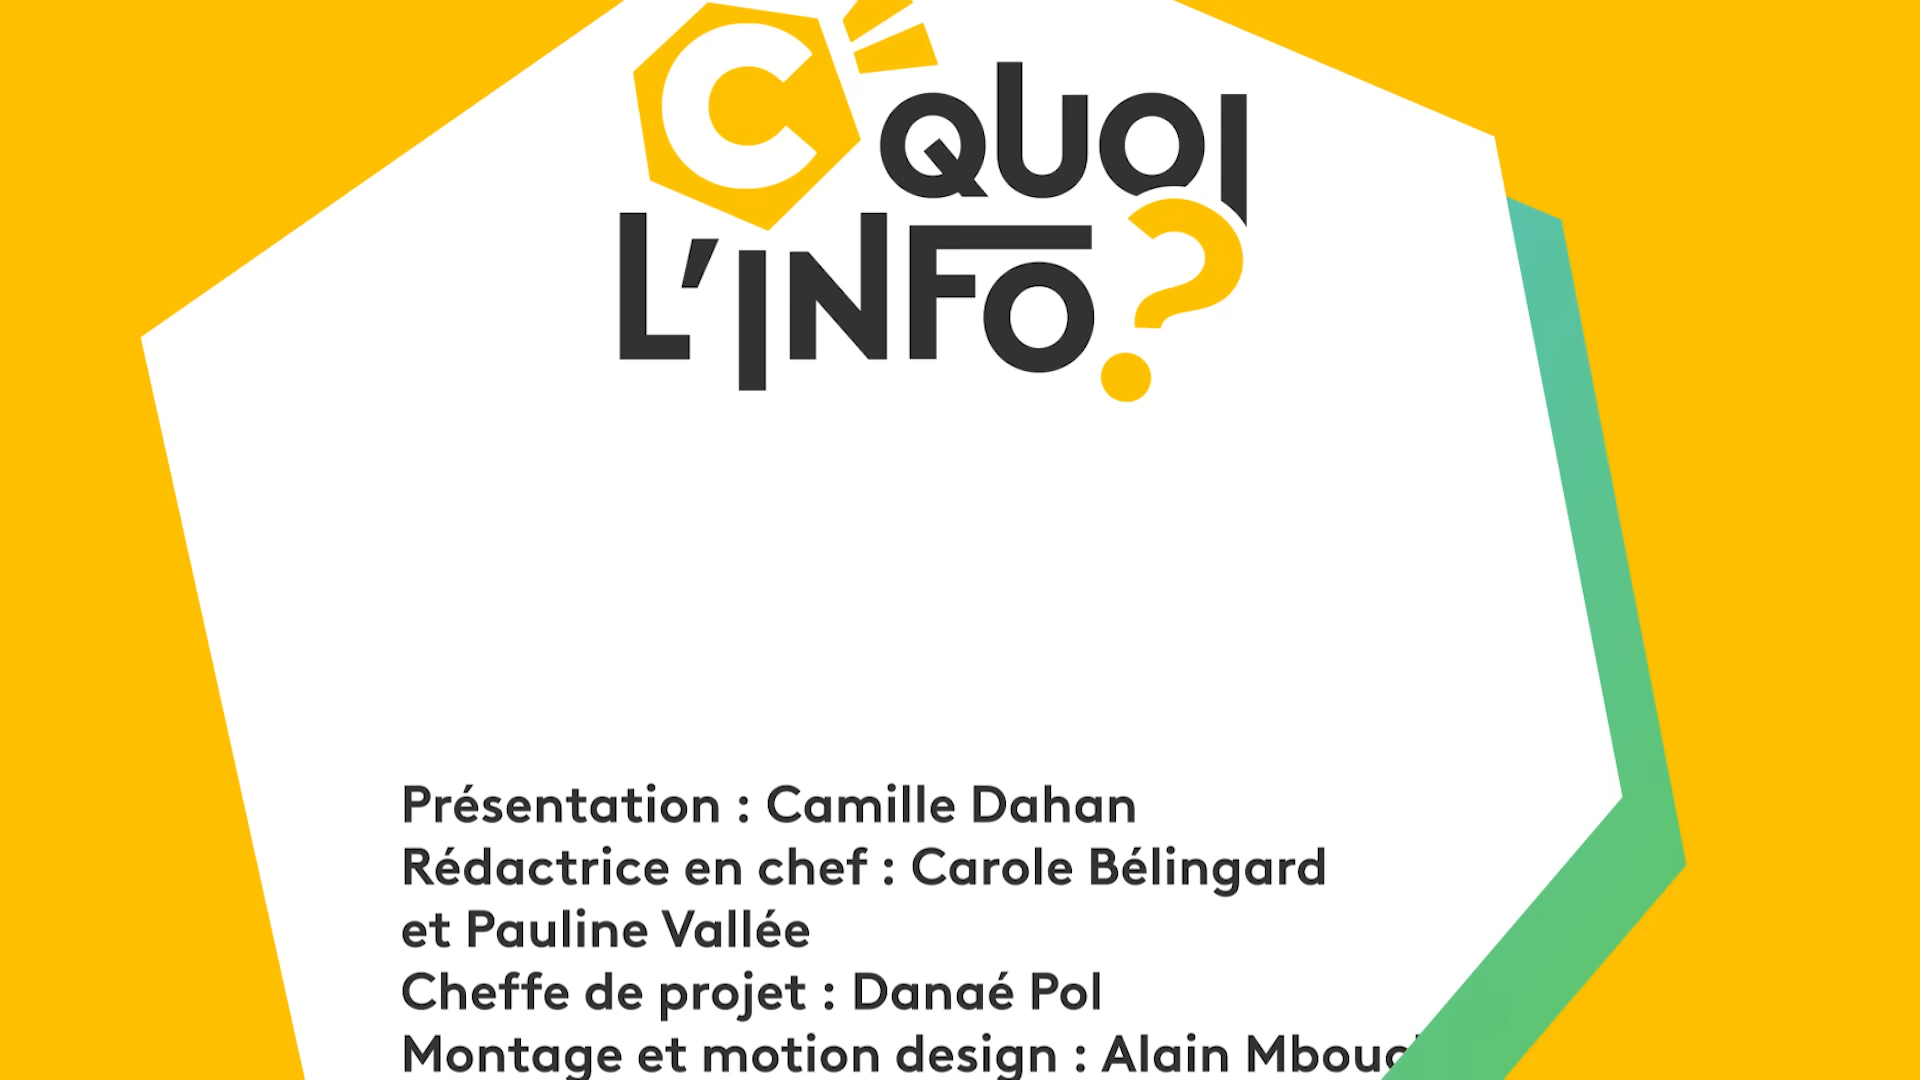 C QUOI
L'INFO?
Présentation : Camille Dahan
Rédactrice en chef : Carole Bélingard
et Pauline Vallée
Cheffe de projet : Danaé Pol
Montage et motion design : Alain